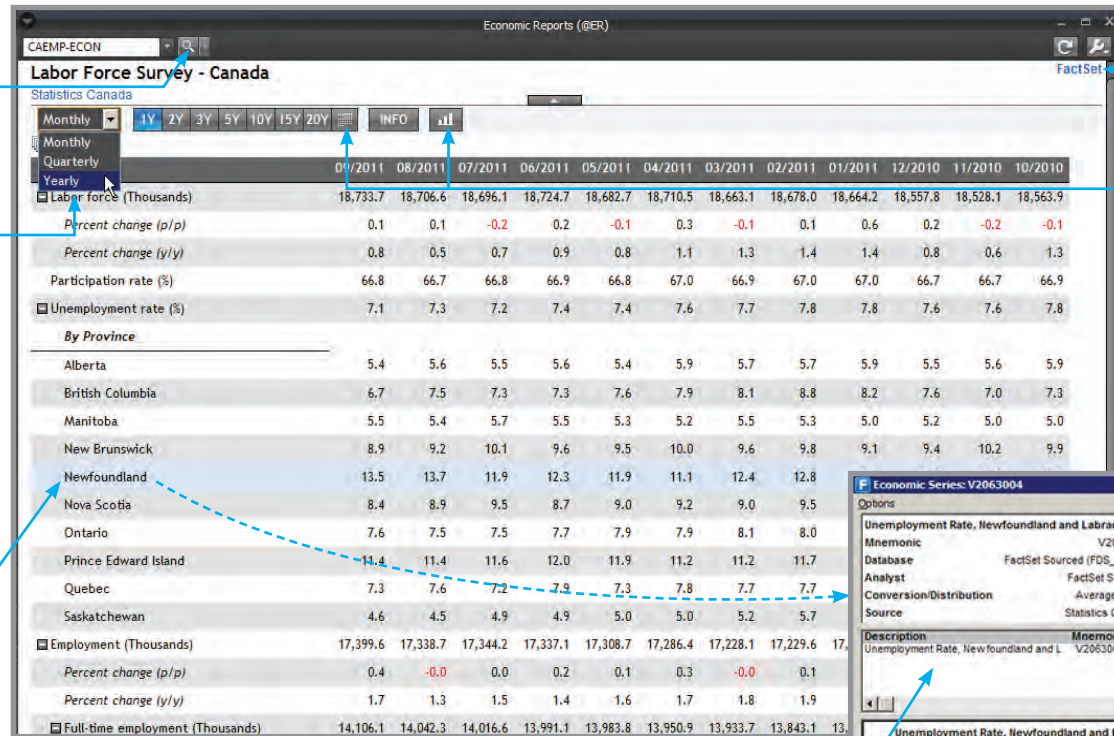 Economic Reports (@ER)
CAEMP-ECON
Labor Force Survey - Canada
FactSet
Statistics Canada
Monthly 1Y 2Y 3Y 5Y 10Y 15Y 20Y INFO
Monthly
Quarterly
Yearly
09/2011 08/2011 07/2011 06/2011 05/2011 04/2011 03/2011 02/2011 01/2011 12/2010 11/2010 10/2010
Labor force (Thousands) 18,733.7 18,706.6 18,696.1 18,724.7 18,682.7 18,710.5 18,663.1 18,678.0 18,664.2 18,557.8 18,528.1 18,563.9
Percent change (p/p) 0.1 0.1 -0.2 0.2 -0.1 0.3 -0.1 0.1 0.6 0.2 -0.2 -0.1
Percent change (y/y) 0.8 0.5 0.7 0.9 0.8 1.1 1.3 1.4 1.4 0.8 0.6 1.3
Participation rate (%) 66.8 66.7 66.8 66.9 66.8 67.0 66.9 67.0 67.0 66.7 66.7 66.9
Unemployment rate (%) 7.1 7.3 7.2 7.4 7.4 7.6 7.7 7.8 7.8 7.6 7.6 7.8
By Province
Alberta 5.4 5.6 5.5 5.6 5.4 5.9 5.7 5.7 5.9 5.5 5.6 5.9
British Columbia 6.7 7.5 7.3 7.3 7.6 7.9 8.1 8.8 8.2 7.6 7.0 7.3
Manitoba 5.5 5.4 5.7 5.5 5.3 5.2 5.5 5.3 5.0 5.2 5.0 5.0
New Brunswick 8.9 9.2 10.1 9.6 9.5 10.0 9.6 9.8 9.1 9.4 10.2 9.9
Newfoundland 13.5 13.7 11.9 12.3 11.9 11.1 12.4 12.8
Nova Scotia 8.4 8.9 9.5 8.7 9.0 9.2 9.0 9.5
Ontario 7.6 7.5 7.5 7.7 7.9 7.9 8.1 8.0
Prince Edward Island 11.4 11.4 11.6 12.0 11.9 11.2 11.2 11.7
Quebec 7.3 7.6 7.2 7.9 7.3 7.8 7.7 7.7
Saskatchewan 4.6 4.5 4.9 4.9 5.0 5.0 5.2 5.7
Employment (Thousands) 17,399.6 17,338.7 17,344.2 17,337.1 17,308.7 17,286.4 17,228.1 17,229.6 17,
Percent change (p/p) 0.4 -0.0 0.0 0.2 0.1 0.3 -0.0 0.1
Percent change (y/y) 1.7 1.3 1.5 1.4 1.6 1.7 1.8 1.9
Full-time employment (Thousands) 14,106.1 14,042.3 14,016.6 13,991.1 13,983.8 13,950.9 13,933.7 13,843.1 13,
Economic Series: V2063004
Options
Unemployment Rate, Newfoundland and Labrad
Mnemonic V20
Database FactSet Sourced (FDS_
Analyst FactSet S
Conversion/Distribution Average
Source Statistics C
Description Mnemon
Unemployment Rate, Newfoundland and L V206300
Unemployment Rate, Newfoundland and L